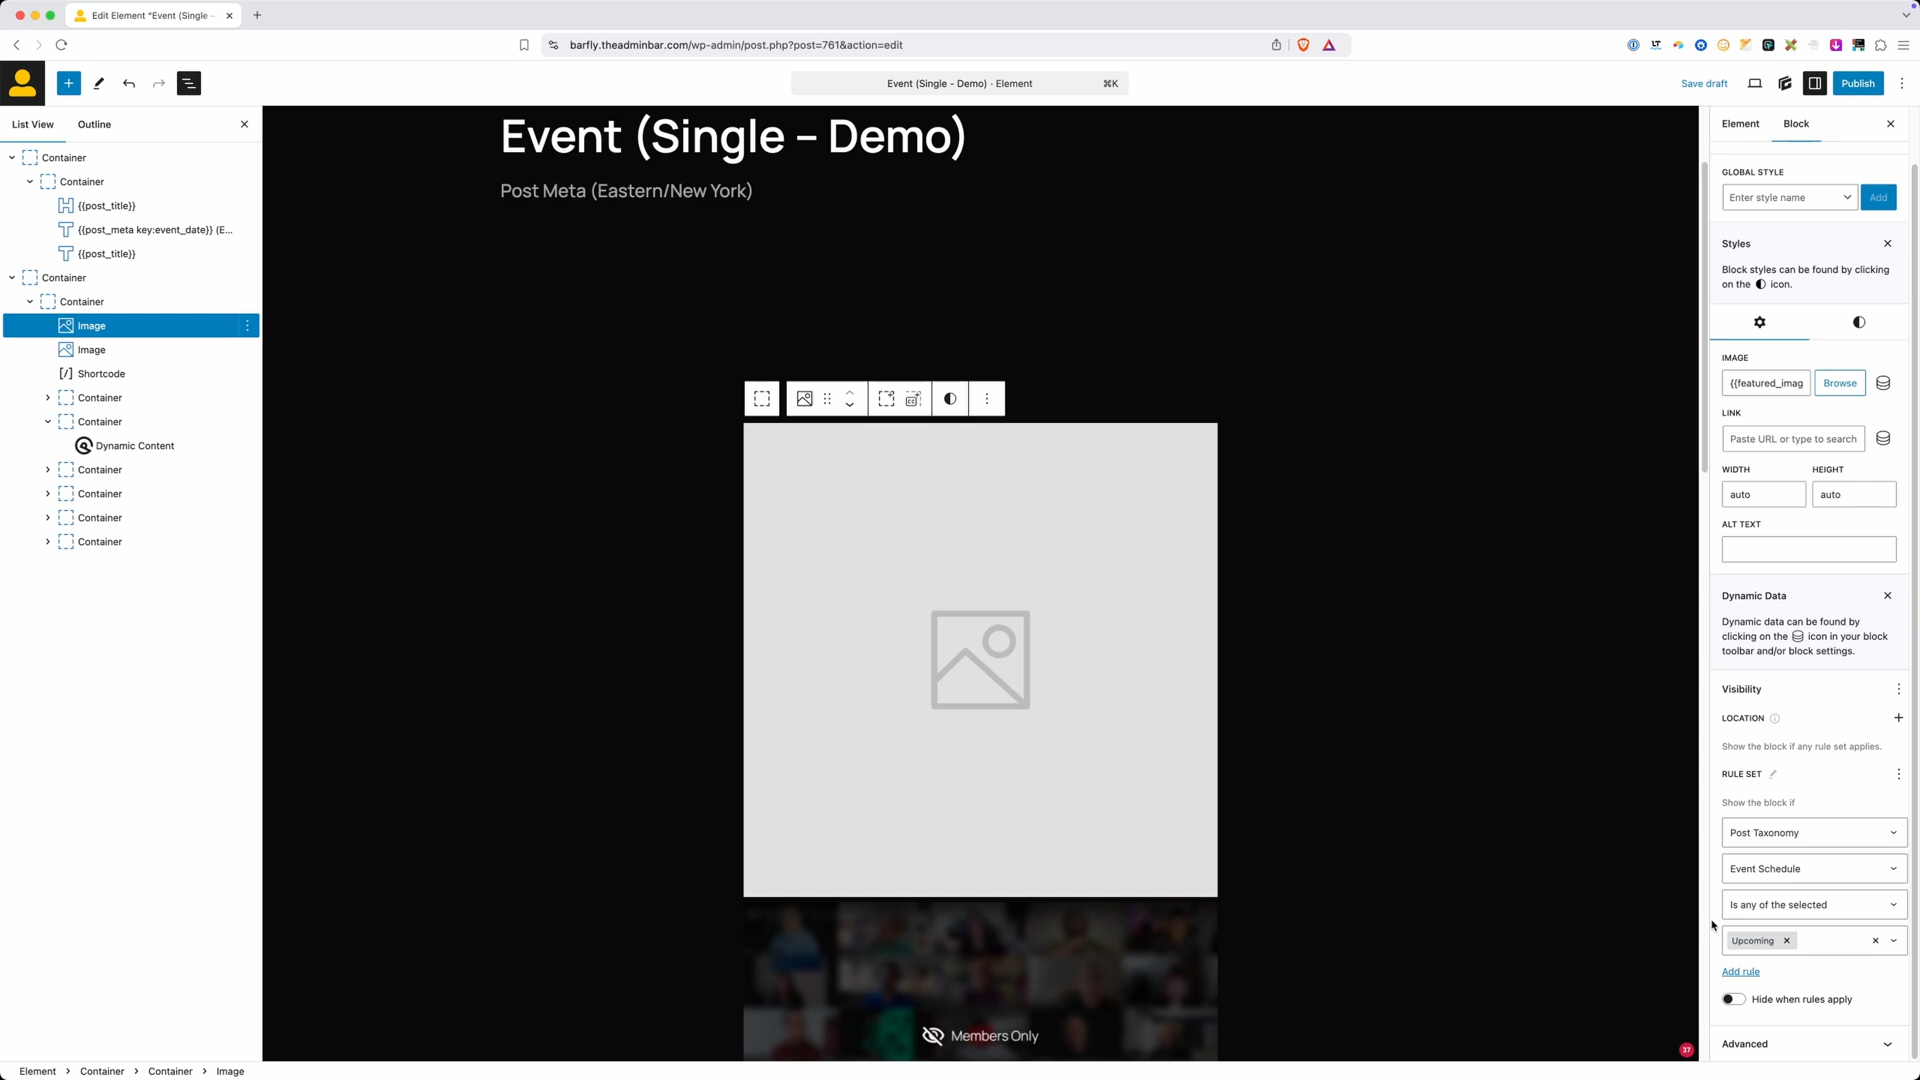 Edit Element "Event (Single -
barfly.theadminbar.com/wp-admin/post.php?post=761&action=edit
Event (Single - Demo) · Element
⌘K
Save draft
Publish
List View
Outline
Container
Container
{{post_title}}
{{post_meta key:event_date}} (E...
{{post_title}}
Container
Container
Image
Image
[/] Shortcode
Container
Container
Dynamic Content
Container
Container
Container
Container
Event (Single – Demo)
Post Meta (Eastern/New York)
Members Only
37
Element
Block
GLOBAL STYLE
Enter style name
Add
Styles
Block styles can be found by clicking
on the icon.
IMAGE
{{featured_imag
Browse
LINK
Paste URL or type to search
WIDTH
HEIGHT
auto
auto
ALT TEXT
Dynamic Data
Dynamic data can be found by
clicking on the icon in your block
toolbar and/or block settings.
Visibility
LOCATION
Show the block if any rule set applies.
RULE SET
Show the block if
Post Taxonomy
Event Schedule
Is any of the selected
Upcoming
Add rule
Hide when rules apply
Advanced
Element > Container > Container > Image